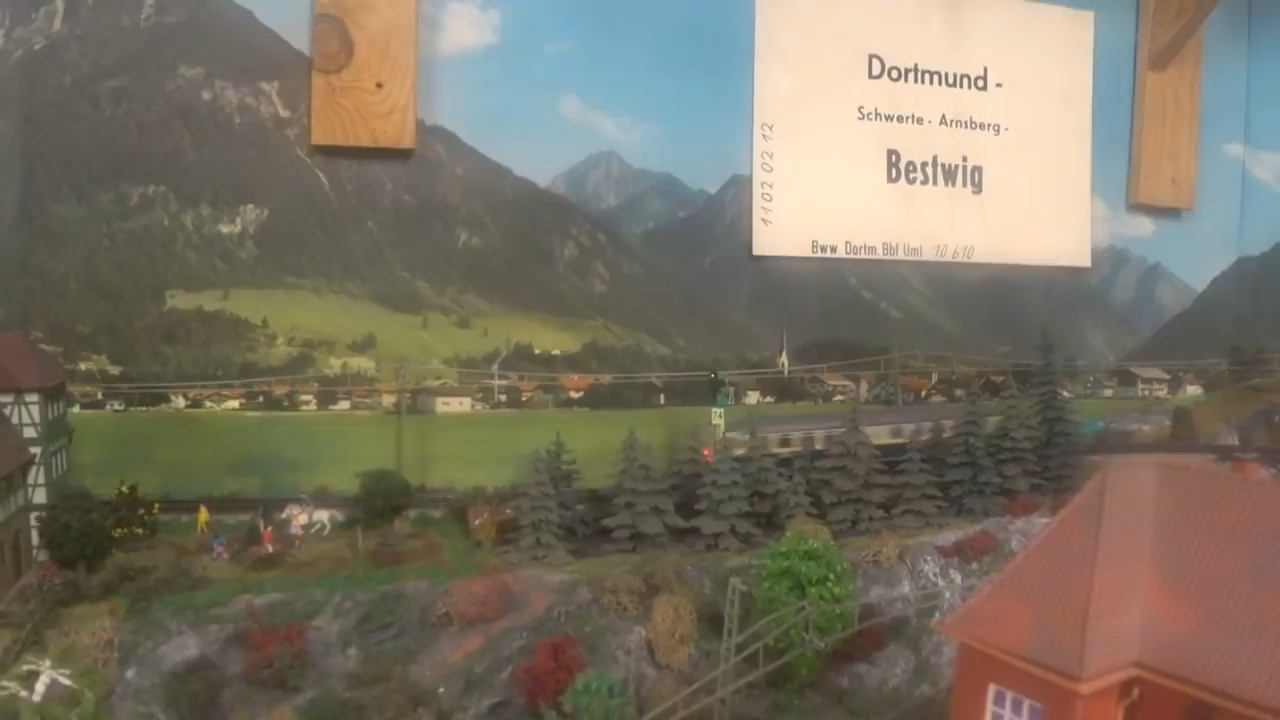 Dortmund -
Schwerte - Arnsberg -
Bestwig
11 02 02 12
Bww Dortm. Bbf Uml 10 610
74